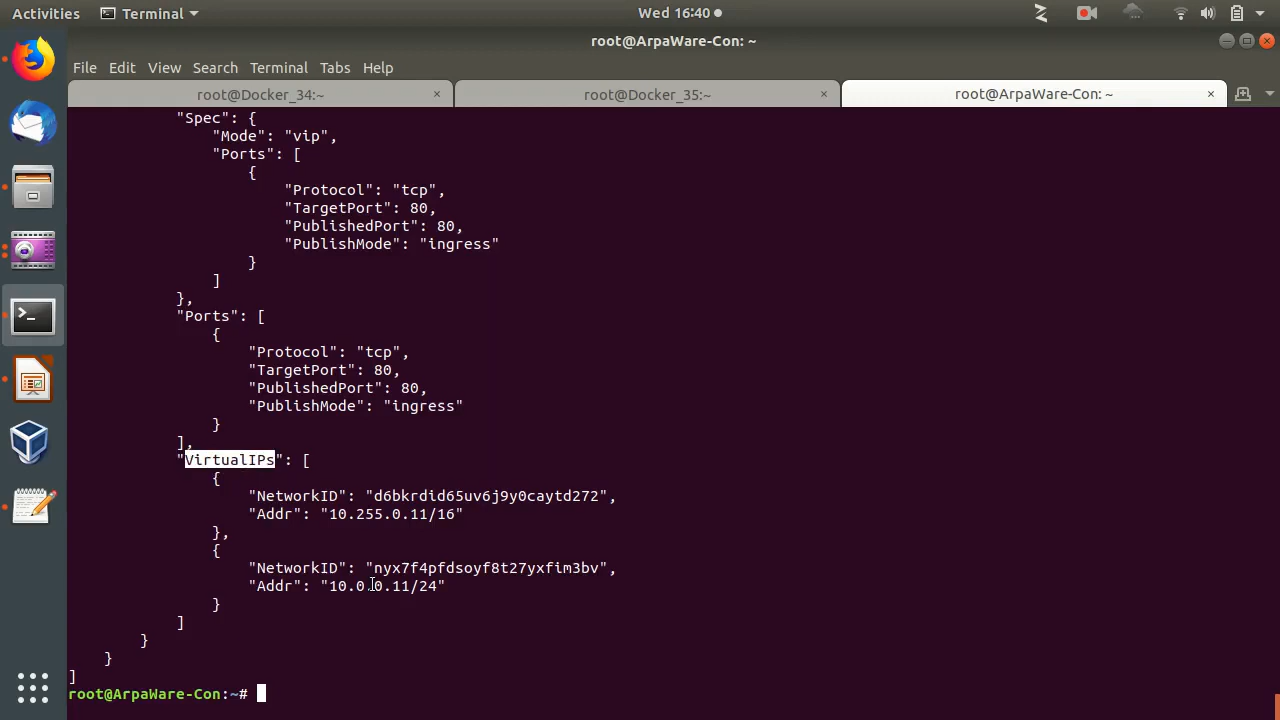 Activities Terminal Wed 16:40
root@ArpaWare-Con: ~
File Edit View Search Terminal Tabs Help
root@Docker_34:~ × root@Docker_35:~ × root@ArpaWare-Con: ~ ×
"Spec": {
"Mode": "vip",
"Ports": [
{
"Protocol": "tcp",
"TargetPort": 80,
"PublishedPort": 80,
"PublishMode": "ingress"
}
]
},
"Ports": [
{
"Protocol": "tcp",
"TargetPort": 80,
"PublishedPort": 80,
"PublishMode": "ingress"
}
],
"VirtualIPs": [
{
"NetworkID": "d6bkrdid65uv6j9y0caytd272",
"Addr": "10.255.0.11/16"
},
{
"NetworkID": "nyx7f4pfdsoyf8t27yxfim3bv",
"Addr": "10.0.0.11/24"
}
]
}
}
]
root@ArpaWare-Con:~#